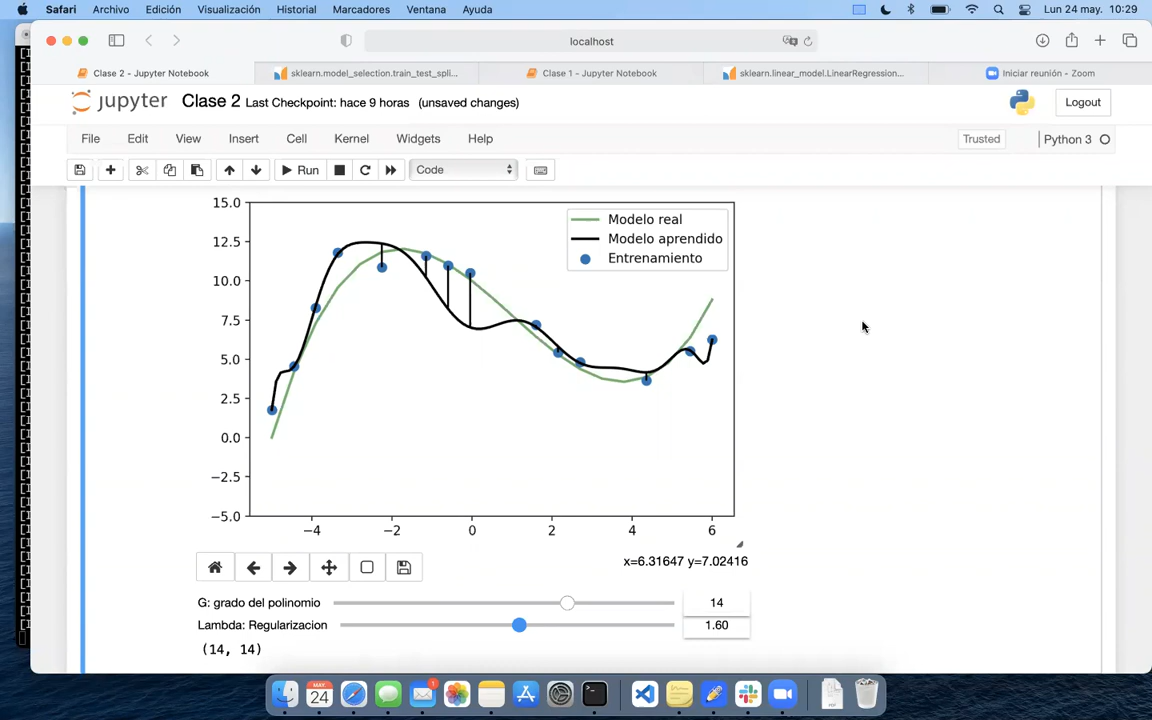 Safari Archivo Edición Visualización Historial Marcadores Ventana Ayuda Lun 24 may. 10:29
localhost
Clase 2 - Jupyter Notebook sklearn.model_selection.train_test_spli... Clase 1 - Jupyter Notebook sklearn.linear_model.LinearRegression... Iniciar reunión - Zoom
jupyter Clase 2 Last Checkpoint: hace 9 horas (unsaved changes) Logout
File Edit View Insert Cell Kernel Widgets Help Trusted Python 3
Run Code
15.0
12.5
10.0
7.5
5.0
2.5
0.0
−2.5
−5.0
−4 −2 0 2 4 6
Modelo real
Modelo aprendido
Entrenamiento
x=6.31647 y=7.02416
G: grado del polinomio 14
Lambda: Regularizacion 1.60
(14, 14)
MAY 24 1